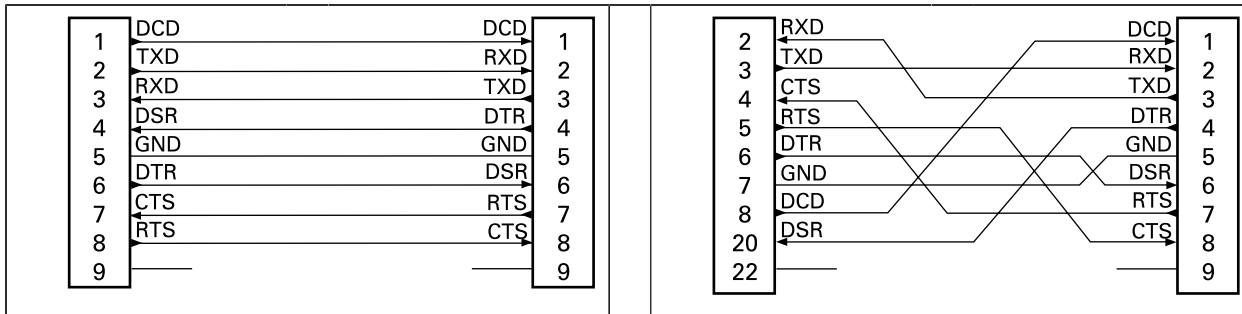 DCD DCD
1 1
TXD RXD
2 2
RXD TXD
3 3
DSR DTR
4 4
GND GND
5 5
DTR DSR
6 6
CTS RTS
7 7
RTS CTS
8 8
9 9
RXD DCD
2 1
TXD RXD
3 2
CTS TXD
4 3
RTS DTR
5 4
DTR GND
6 5
GND DSR
7 6
DCD RTS
8 7
DSR CTS
20 8
22 9